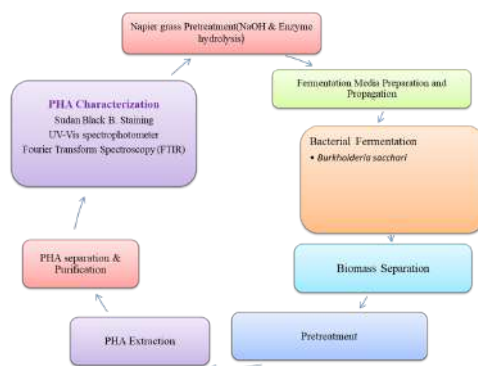 Napier grass Pretreatment(NaOH & Enzyme
hydrolysis)
Fermentation Media Preparation and
Propagation
Bacterial Fermentation
• Burkholderia sacchari
Biomass Separation
Pretreatment
PHA Extraction
PHA separation &
Purification
PHA Characterization
Sudan Black B. Staining
UV-Vis spectrophotometer
Fourier Transform Spectroscopy (FTIR)